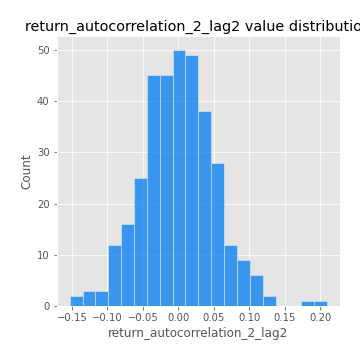 return_autocorrelation_2_lag2 value distributio
50
40
30
20
10
0
Count
−0.15 −0.10 −0.05 0.00 0.05 0.10 0.15 0.20
return_autocorrelation_2_lag2